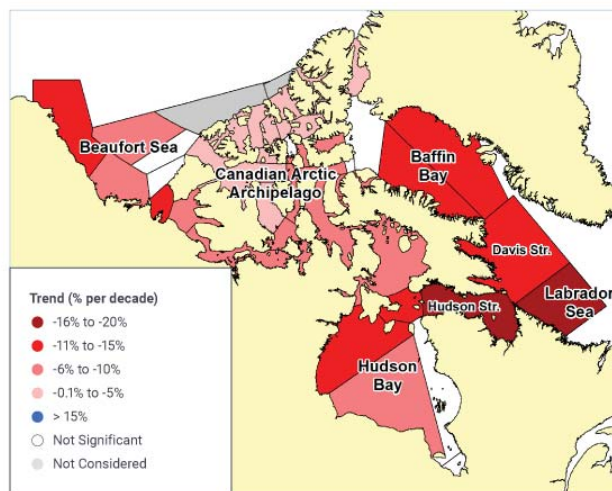 Beaufort Sea
Canadian Arctic
Archipelago
Baffin
Bay
Davis Str.
Labrador
Sea
Hudson Str.
Hudson
Bay
Trend (% per decade)
-16% to -20%
-11% to -15%
-6% to -10%
-0.1% to -5%
> 15%
Not Significant
Not Considered